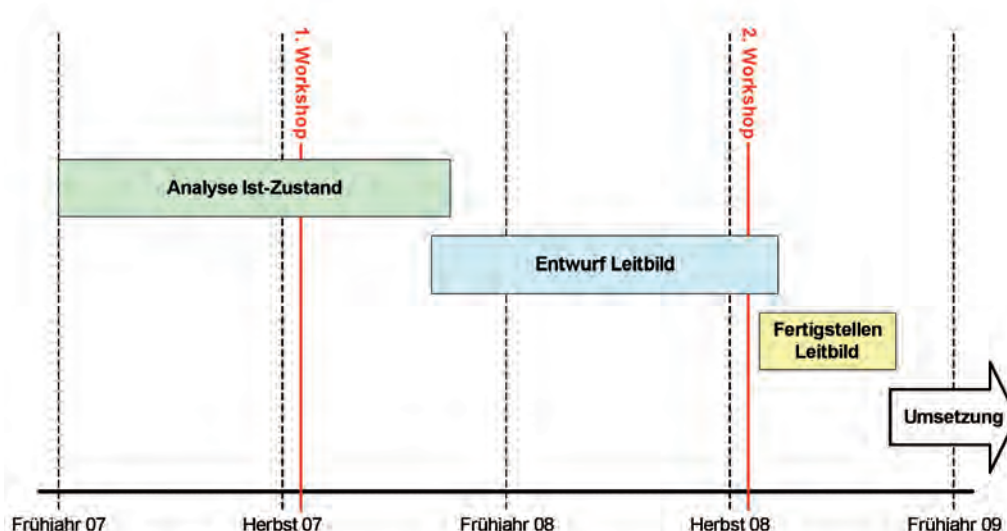 1. Workshop
2. Workshop
Analyse Ist-Zustand
Entwurf Leitbild
Fertigstellen
Leitbild
Umsetzung
Frühjahr 07
Herbst 07
Frühjahr 08
Herbst 08
Frühjahr 09